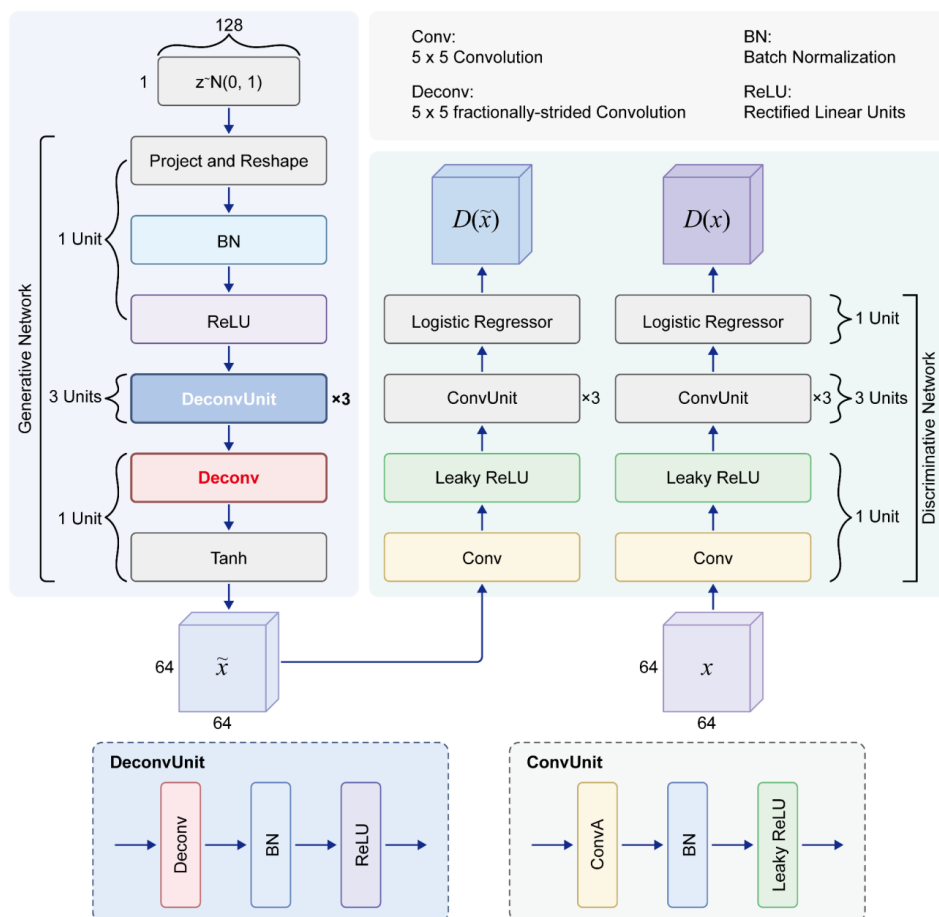 128
1
z~N(0, 1)
Generative Network
1 Unit
Project and Reshape
BN
ReLU
3 Units
DeconvUnit
×3
1 Unit
Deconv
Tanh
x̃
64
64
Conv:
5 x 5 Convolution
BN:
Batch Normalization
Deconv:
5 x 5 fractionally-strided Convolution
ReLU:
Rectified Linear Units
D(x̃)
Logistic Regressor
ConvUnit
×3
Leaky ReLU
Conv
D(x)
Logistic Regressor
1 Unit
ConvUnit
×3
3 Units
Leaky ReLU
1 Unit
Conv
Discriminative Network
x
64
64
DeconvUnit
Deconv
BN
ReLU
ConvUnit
ConvA
BN
Leaky ReLU